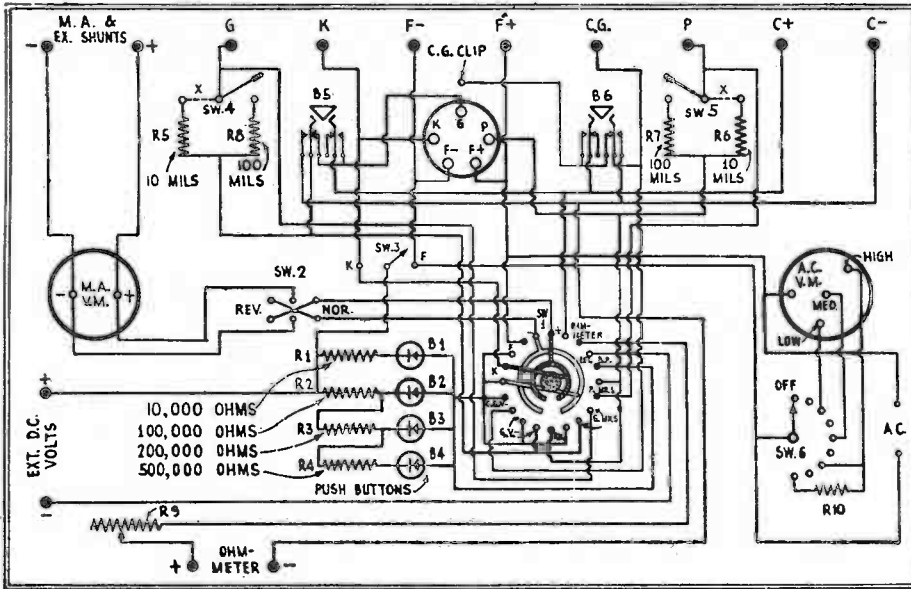 M.A. &
EX. SHUNTS
G K F- F+ C.G. P C+ C-
- +
C.G. CLIP
X SW.4
B5
G
K P
F- F+
B6
X
SW.5
R5 R8
R7 R6
10 MILS
100 MILS
100 MILS
10 MILS
SW.3
K F
- M.A. V.M. +
SW.2
REV. NOR.
HIGH
A.C. V.M.
MED.
LOW
SW 1
METER
R1 B1
R2 B2
R3 B3
R4 B4
10,000 OHMS
100,000 OHMS
200,000 OHMS
500,000 OHMS
PUSH BUTTONS
+
EXT. D.C. VOLTS
-
K
OFF
SW.6
R10
A.C.
R9
+ OHM-METER -